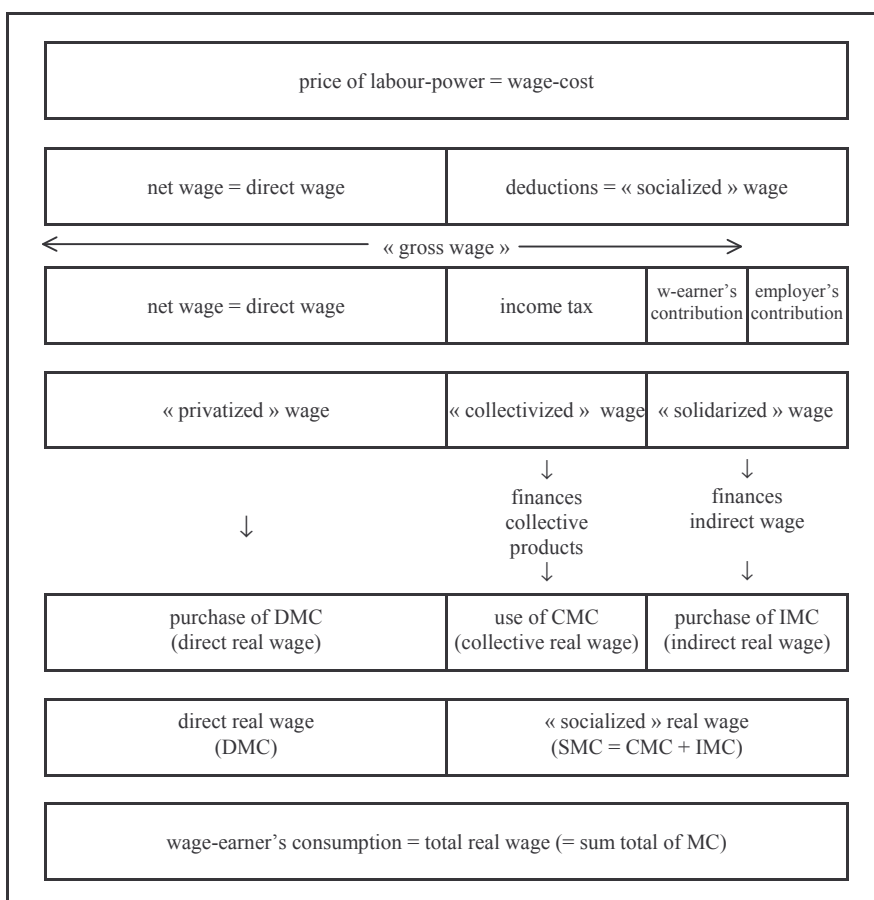 price of labour-power = wage-cost
net wage = direct wage
deductions = « socialized » wage
« gross wage »
net wage = direct wage
income tax
w-earner’s
contribution
employer’s
contribution
« privatized » wage
« collectivized » wage
« solidarized » wage
↓
↓
↓
finances
collective
products
finances
indirect wage
↓
↓
purchase of DMC
(direct real wage)
use of CMC
(collective real wage)
purchase of IMC
(indirect real wage)
direct real wage
(DMC)
« socialized » real wage
(SMC = CMC + IMC)
wage-earner’s consumption = total real wage (= sum total of MC)